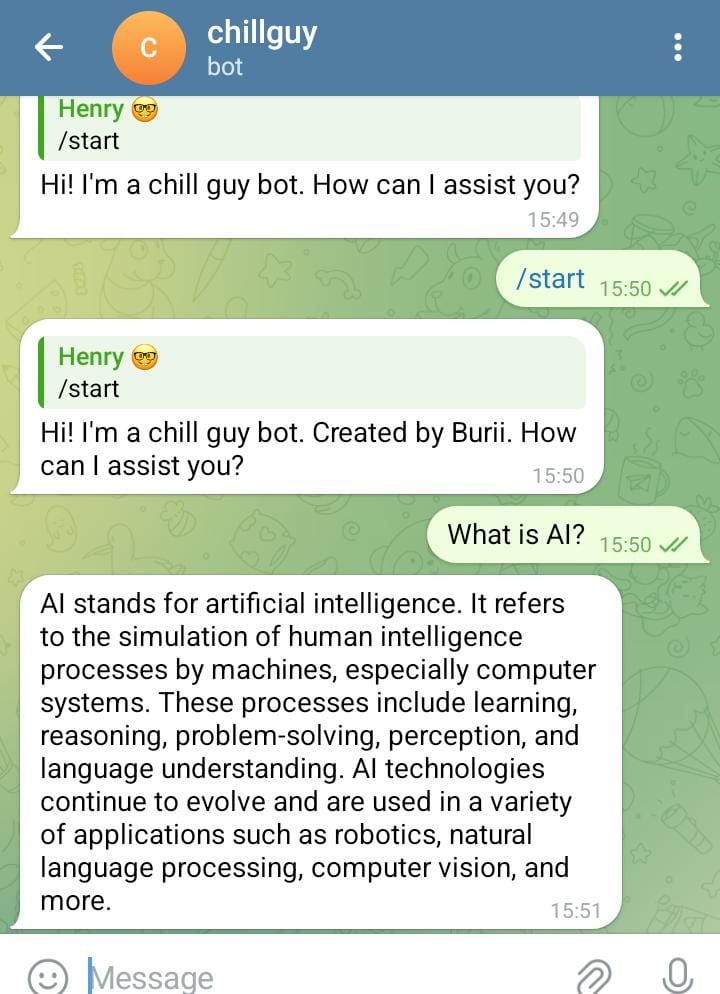 C
chillguy
bot
Henry 🤓
/start
Hi! I'm a chill guy bot. How can I assist you?
15:49
/start
15:50
Henry 🤓
/start
Hi! I'm a chill guy bot. Created by Burii. How
can I assist you?
15:50
What is AI?
15:50
AI stands for artificial intelligence. It refers
to the simulation of human intelligence
processes by machines, especially computer
systems. These processes include learning,
reasoning, problem-solving, perception, and
language understanding. AI technologies
continue to evolve and are used in a variety
of applications such as robotics, natural
language processing, computer vision, and
more.
15:51
Message